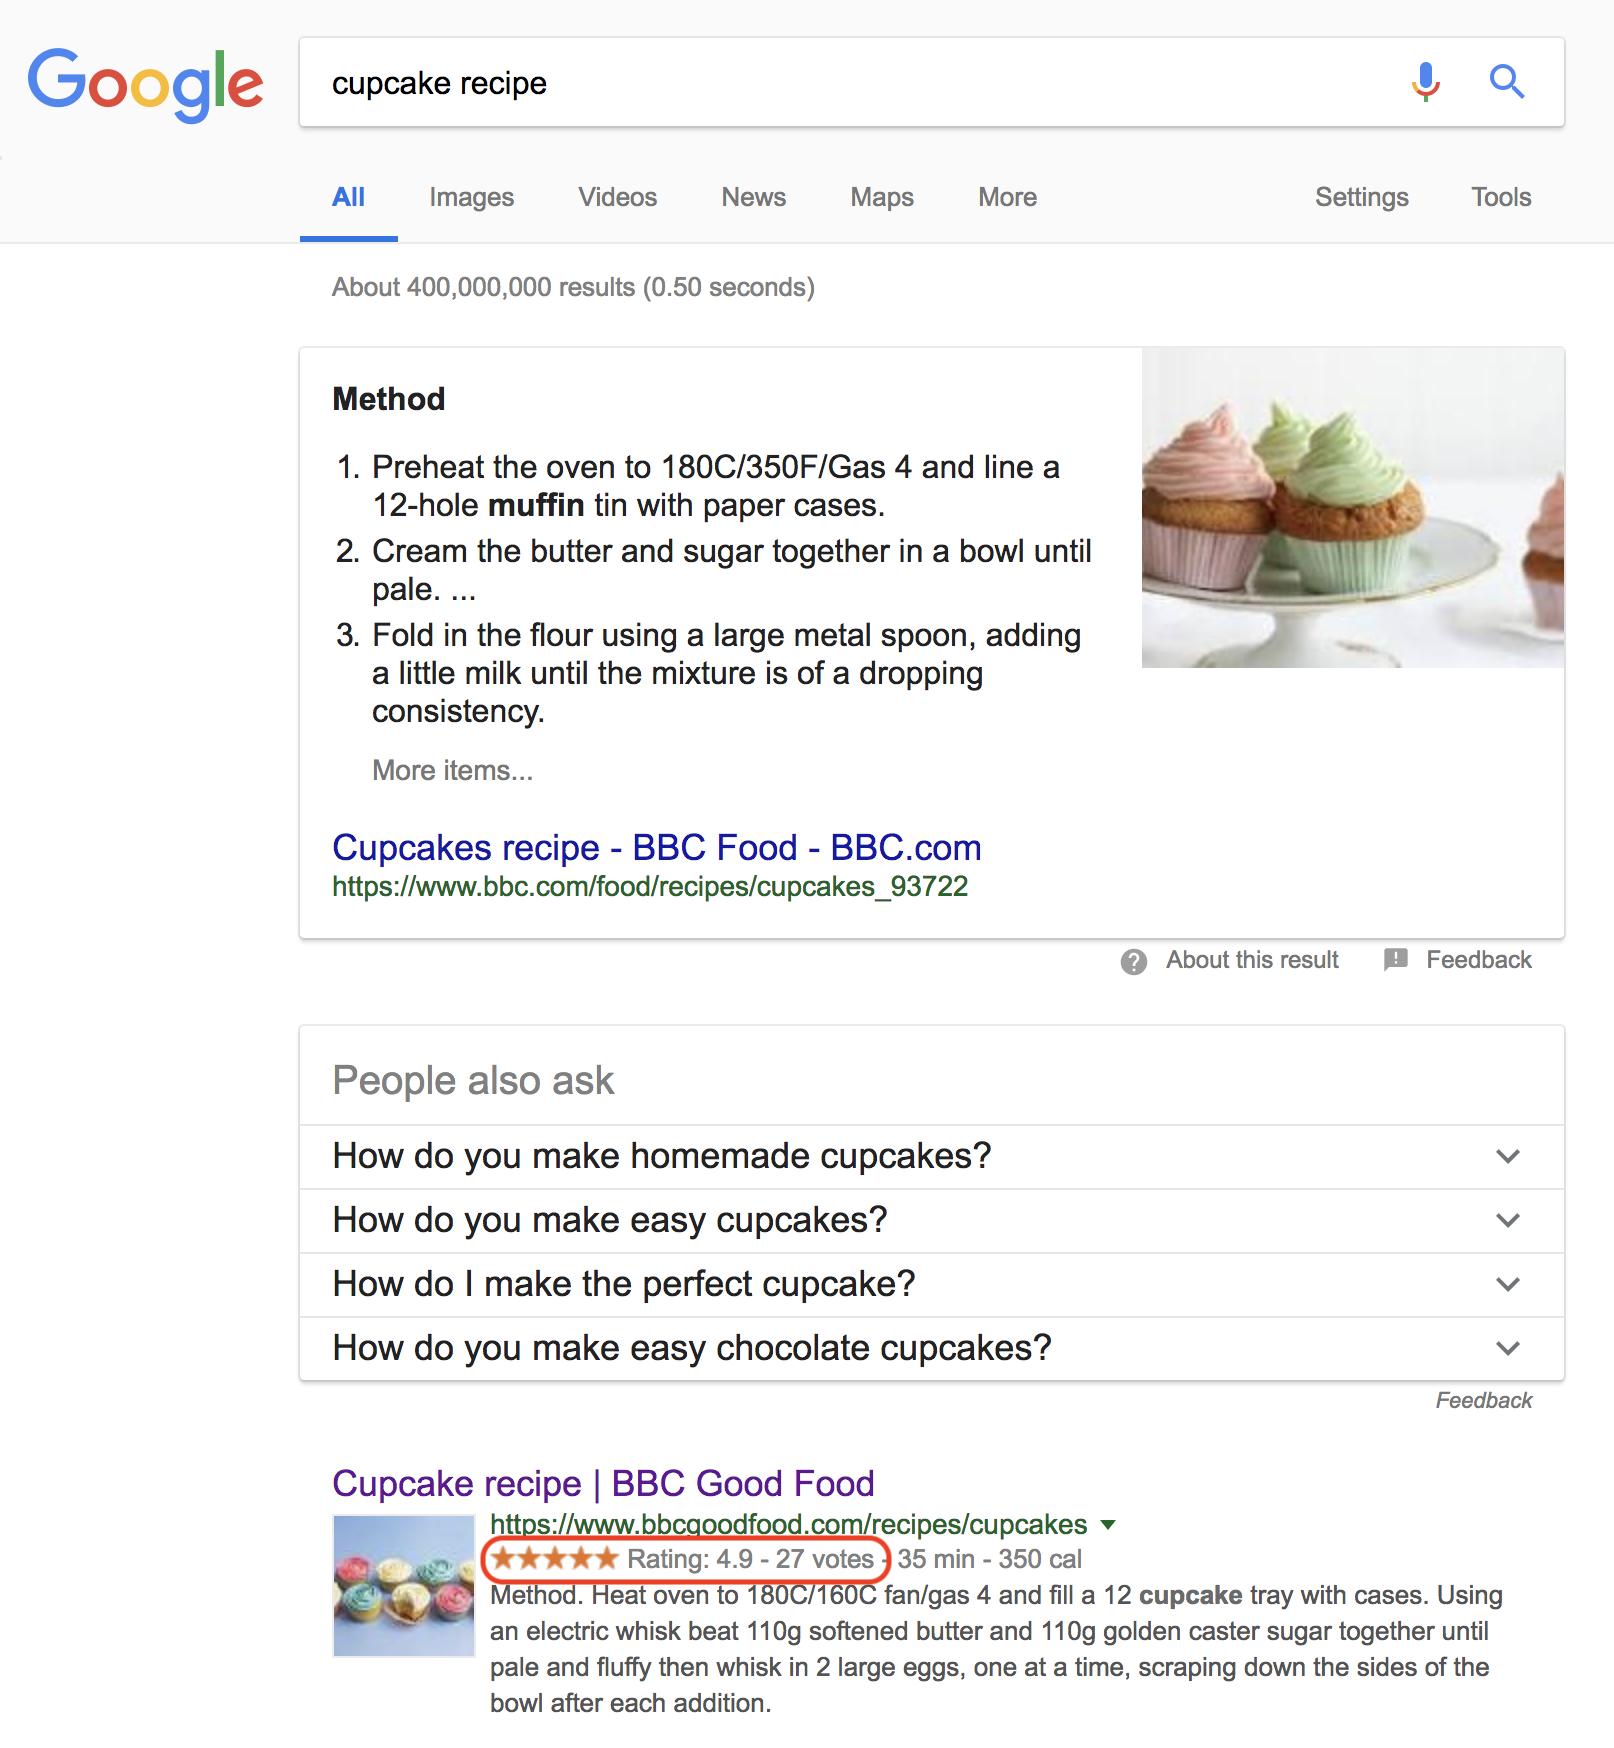 Google
cupcake recipe
All Images Videos News Maps More Settings Tools
About 400,000,000 results (0.50 seconds)
Method
1. Preheat the oven to 180C/350F/Gas 4 and line a
12-hole muffin tin with paper cases.
2. Cream the butter and sugar together in a bowl until
pale. ...
3. Fold in the flour using a large metal spoon, adding
a little milk until the mixture is of a dropping
consistency.
More items...
Cupcakes recipe - BBC Food - BBC.com
https://www.bbc.com/food/recipes/cupcakes_93722
About this result Feedback
People also ask
How do you make homemade cupcakes?
How do you make easy cupcakes?
How do I make the perfect cupcake?
How do you make easy chocolate cupcakes?
Feedback
Cupcake recipe | BBC Good Food
https://www.bbcgoodfood.com/recipes/cupcakes
★★★★★ Rating: 4.9 - 27 votes - 35 min - 350 cal
Method. Heat oven to 180C/160C fan/gas 4 and fill a 12 cupcake tray with cases. Using
an electric whisk beat 110g softened butter and 110g golden caster sugar together until
pale and fluffy then whisk in 2 large eggs, one at a time, scraping down the sides of the
bowl after each addition.